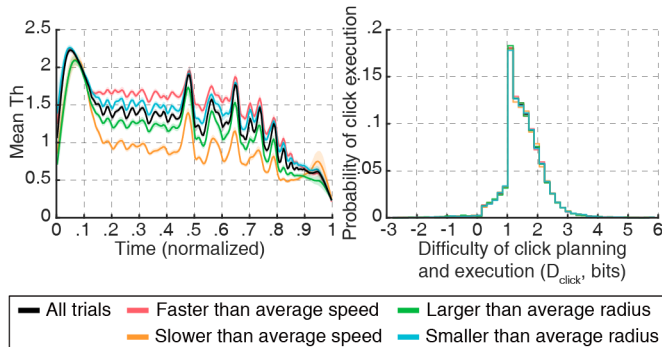 2.5
2
1.5
1
0.5
0
Mean Th
0 .1 .2 .3 .4 .5 .6 .7 .8 .9 1
Time (normalized)
.2
.15
.1
.05
0
Probability of click execution
-3 -2 -1 0 1 2 3 4 5 6
Difficulty of click planning
and execution (Dclick, bits)
All trials
Faster than average speed
Larger than average radius
Slower than average speed
Smaller than average radius